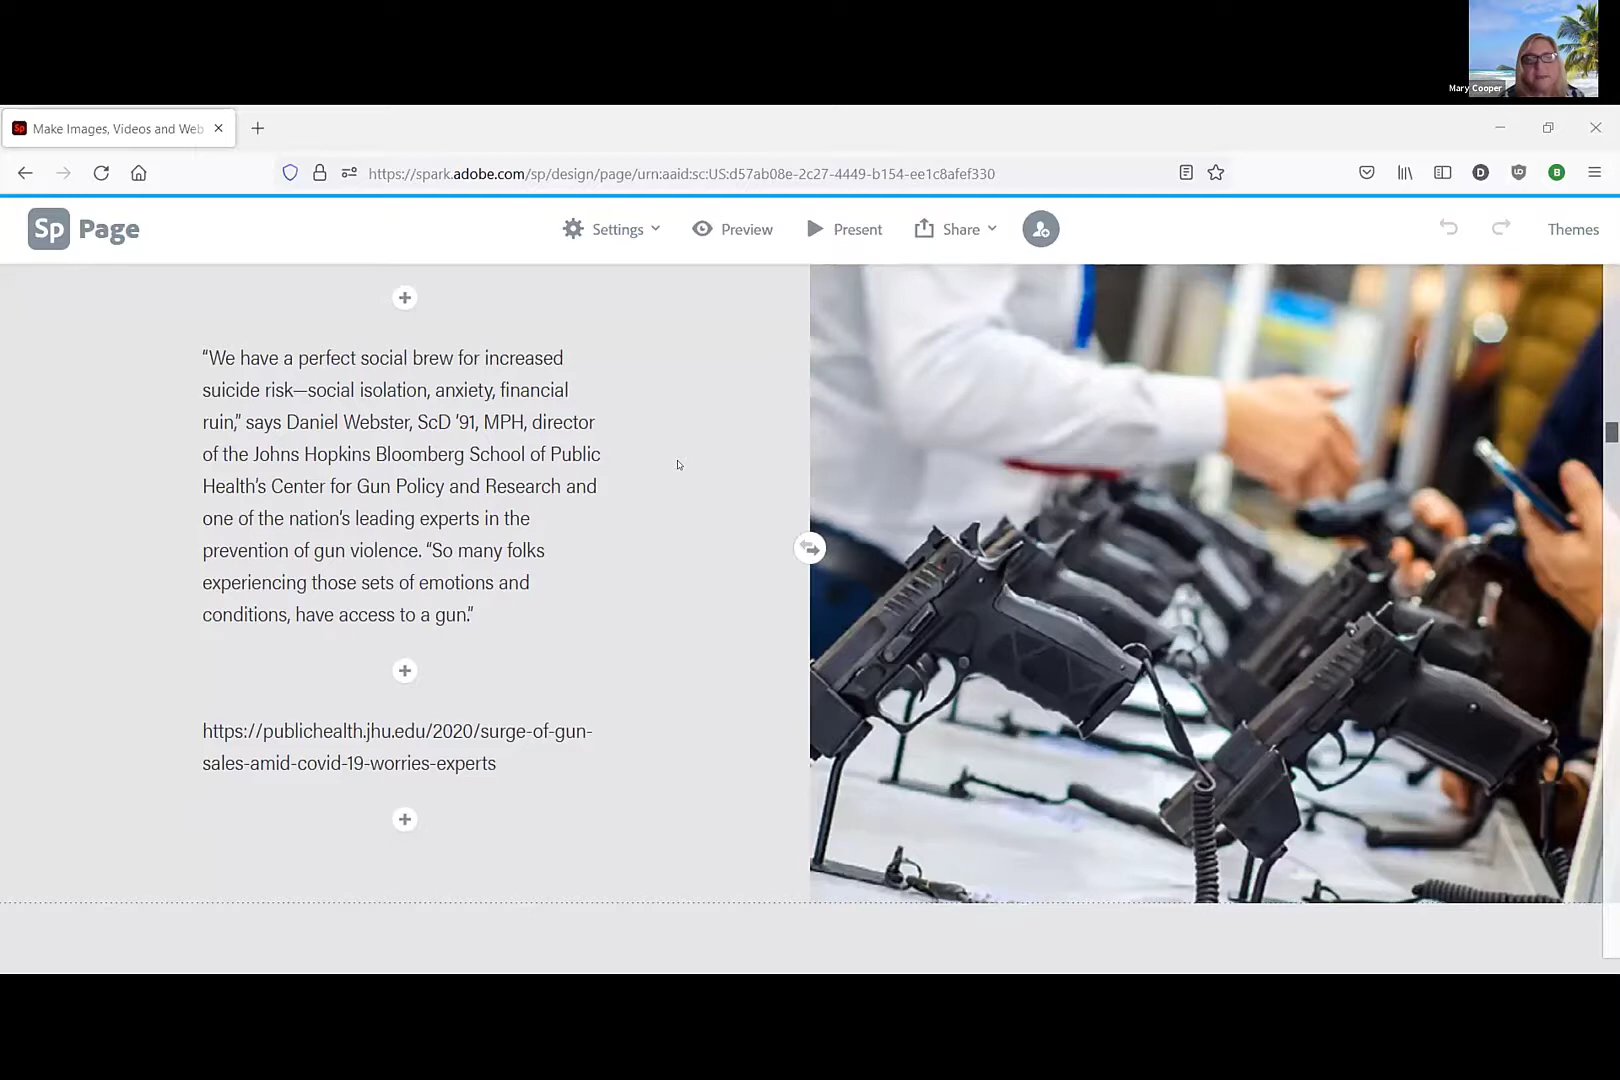 Mary Cooper
Sp Make Images, Videos and Web
https://spark.adobe.com/sp/design/page/urn:aaid:sc:US:d57ab08e-2c27-4449-b154-ee1c8afef330
D
UD
B
Sp Page
Settings
Preview
Present
Share
Themes
“We have a perfect social brew for increased
suicide risk—social isolation, anxiety, financial
ruin,” says Daniel Webster, ScD ’91, MPH, director
of the Johns Hopkins Bloomberg School of Public
Health’s Center for Gun Policy and Research and
one of the nation’s leading experts in the
prevention of gun violence. “So many folks
experiencing those sets of emotions and
conditions, have access to a gun.”
https://publichealth.jhu.edu/2020/surge-of-gun-
sales-amid-covid-19-worries-experts